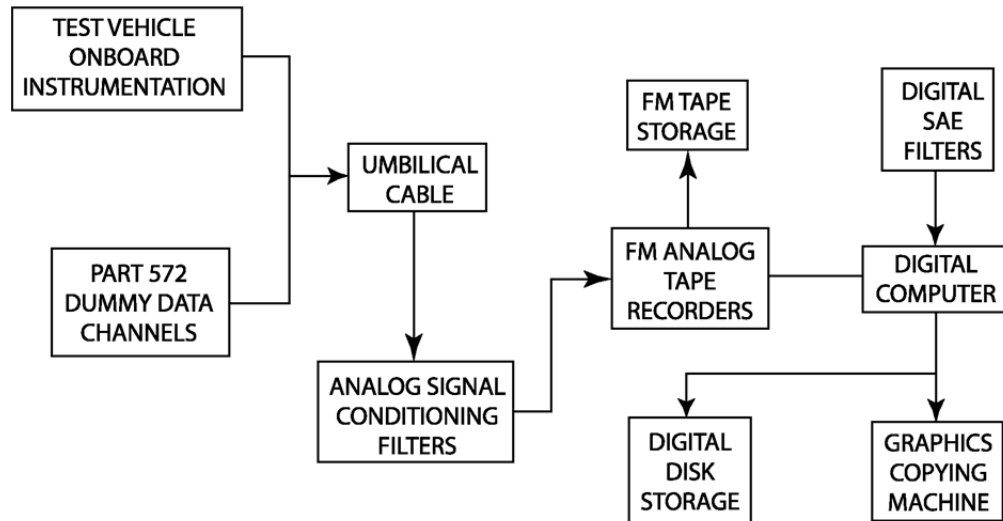 TEST VEHICLE
ONBOARD
INSTRUMENTATION
PART 572
DUMMY DATA
CHANNELS
UMBILICAL
CABLE
ANALOG SIGNAL
CONDITIONING
FILTERS
FM TAPE
STORAGE
FM ANALOG
TAPE
RECORDERS
DIGITAL
SAE
FILTERS
DIGITAL
COMPUTER
DIGITAL
DISK
STORAGE
GRAPHICS
COPYING
MACHINE